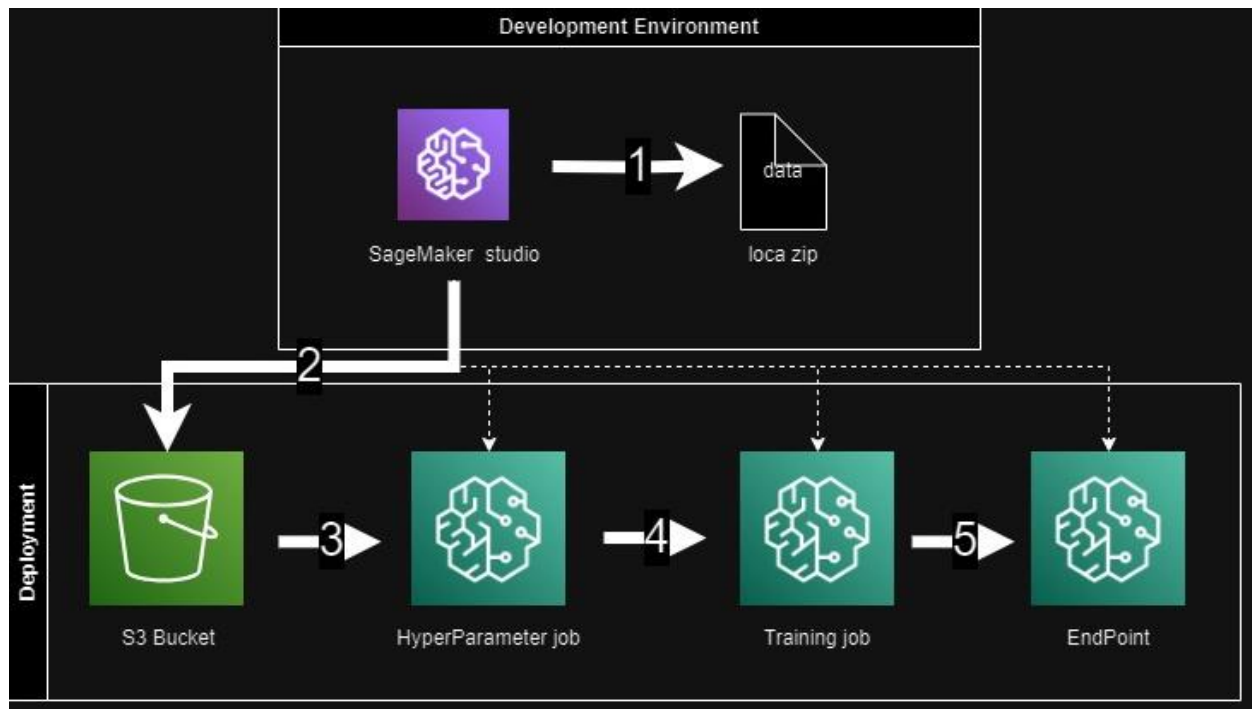 Development Environment
1
data
SageMaker studio
loca zip
2
Deployment
3
4
5
S3 Bucket
HyperParameter job
Training job
EndPoint